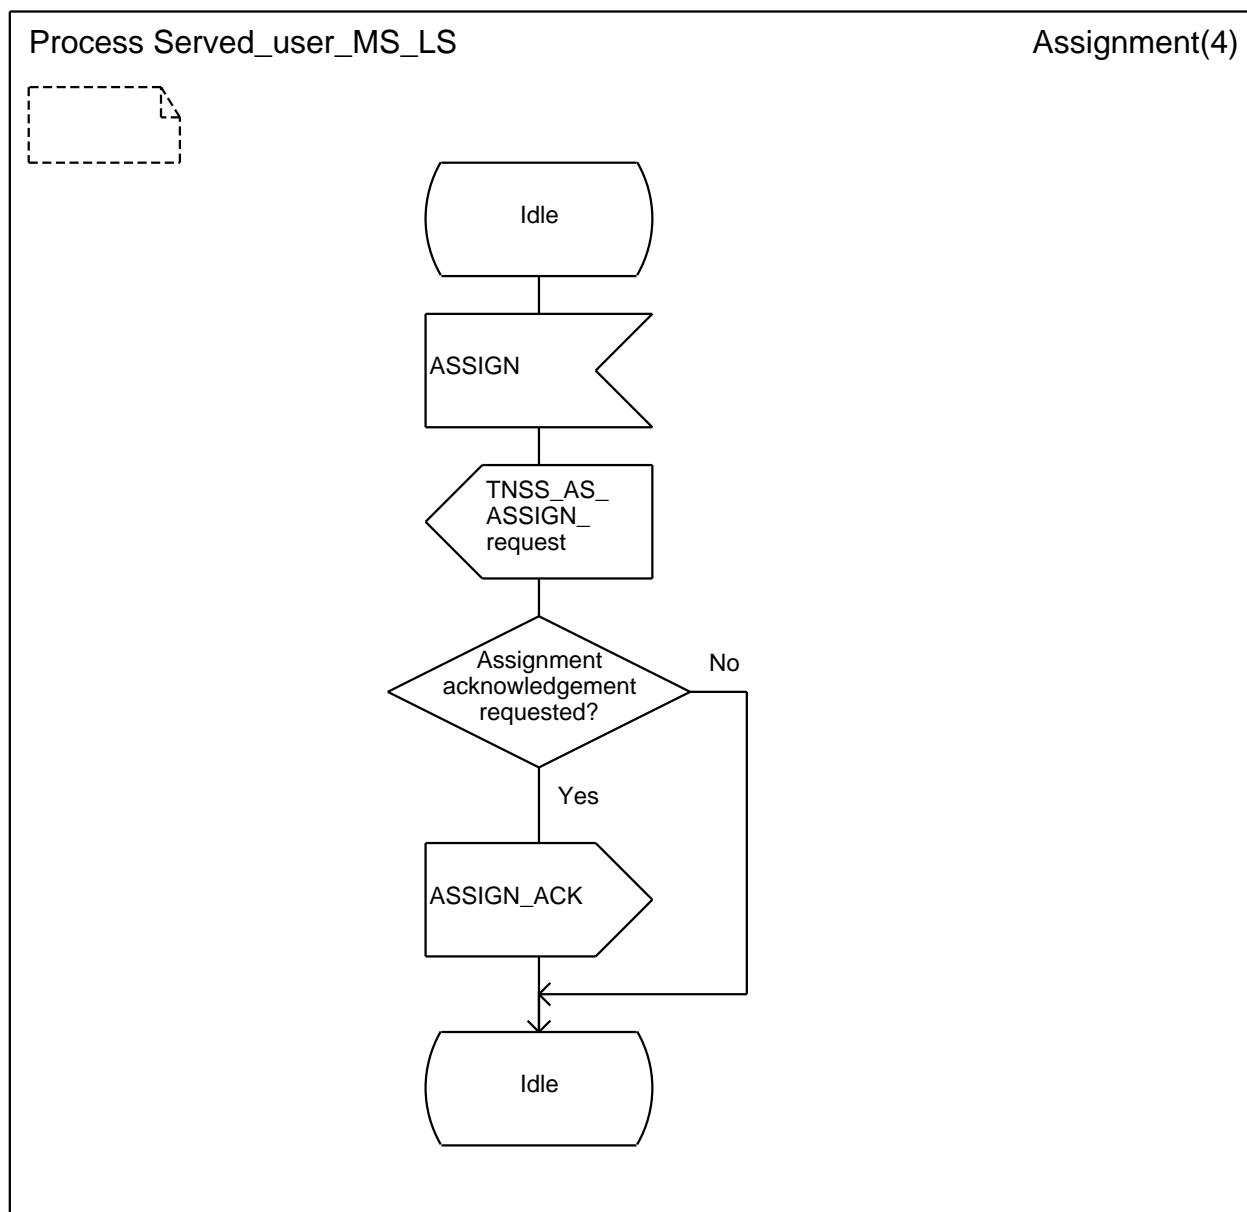 Process Served_user_MS_LS
Assignment(4)
Idle
ASSIGN
TNSS_AS_
ASSIGN_
request
Assignment
acknowledgement
requested?
No
Yes
ASSIGN_ACK
Idle